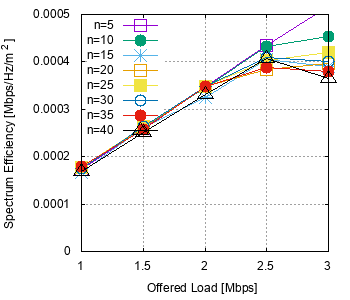 0.0005
0.0004
0.0003
0.0002
0.0001
0
Spectrum Efficiency [Mbps/Hz/m 2 ]
n=5
n=10
n=15
n=20
n=25
n=30
n=35
n=40
1
1.5
2
2.5
3
Offered Load [Mbps]